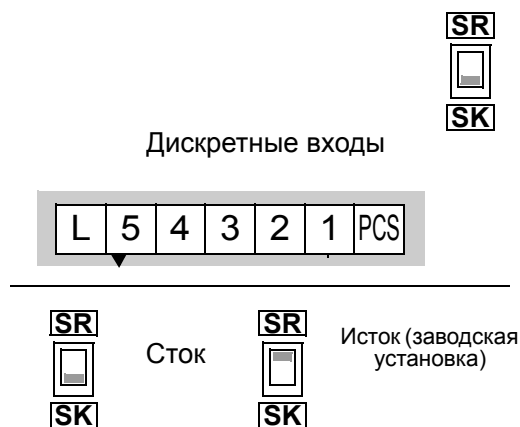 SR
SK
Дискретные входы
L 5 4 3 2 1 PCS
SR SR
Сток Исток (заводская
установка)
SK SK